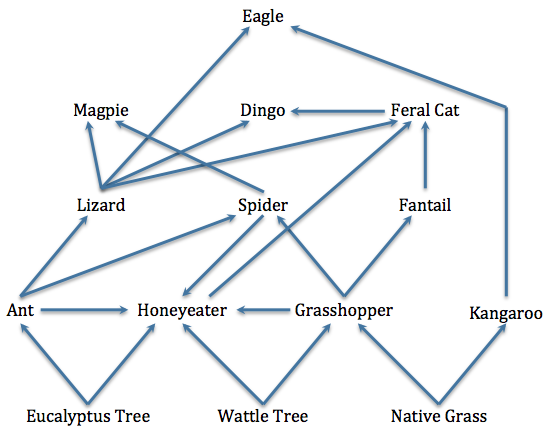 Eagle
Magpie Dingo Feral Cat
Lizard Spider Fantail
Ant Honeyeater Grasshopper Kangaroo
Eucalyptus Tree Wattle Tree Native Grass